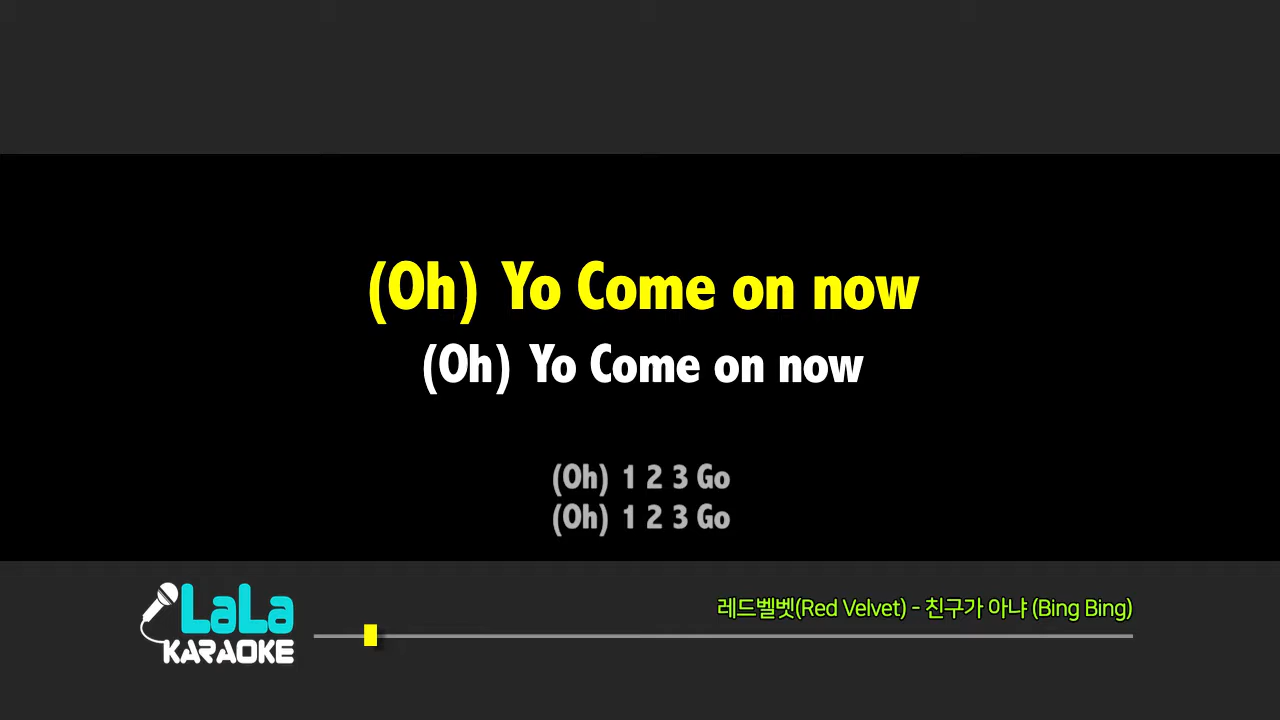 (Oh) Yo Come on now
(Oh) Yo Come on now
(Oh) 1 2 3 Go
(Oh) 1 2 3 Go
LaLa
KARAOKE
레드벨벳(Red Velvet) - 친구가 아냐 (Bing Bing)